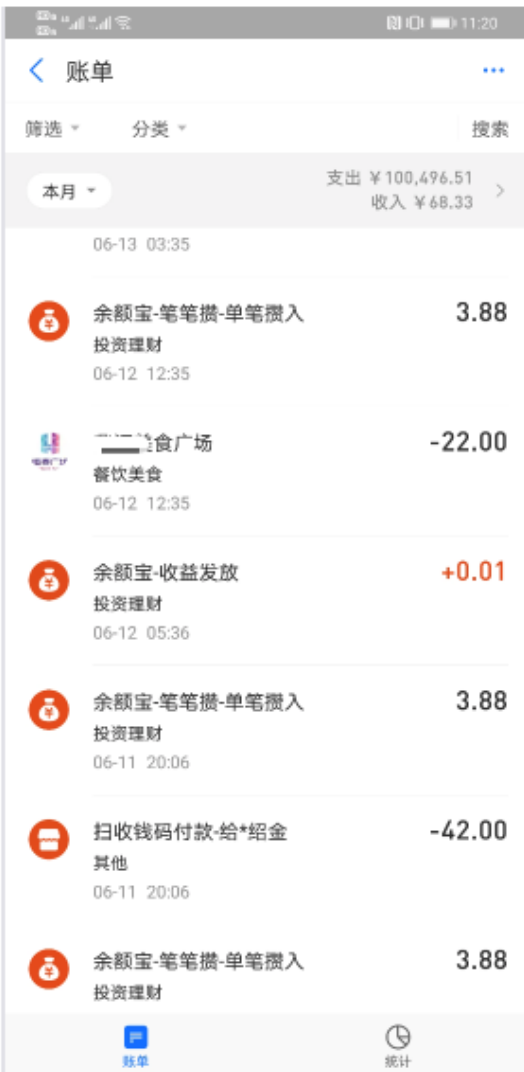 11:20
账单
筛选 分类 搜索
本月
支出 ￥100,496.51
收入 ￥68.33
06-13 03:35
余额宝-笔笔攒-单笔攒入 3.88
投资理财
06-12 12:35
美食广场 -22.00
餐饮美食
06-12 12:35
余额宝-收益发放 +0.01
投资理财
06-12 05:36
余额宝-笔笔攒-单笔攒入 3.88
投资理财
06-11 20:06
扫收钱码付款-给*绍金 -42.00
其他
06-11 20:06
余额宝-笔笔攒-单笔攒入 3.88
投资理财
账单 统计